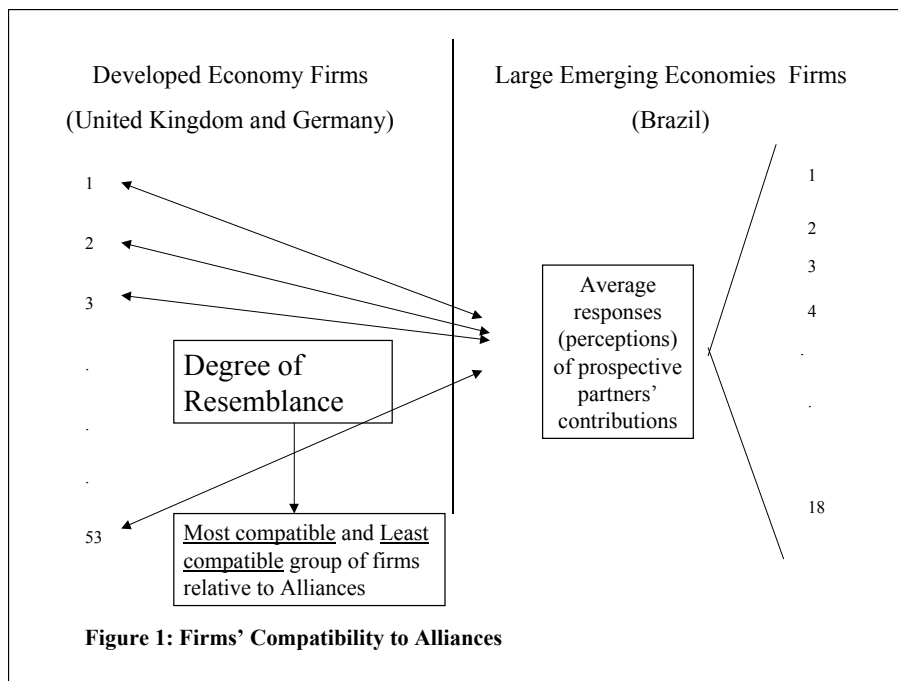 Developed Economy Firms
(United Kingdom and Germany)
Large Emerging Economies Firms
(Brazil)
1
2
3
.
.
.
53
Degree of
Resemblance
Most compatible and Least
compatible group of firms
relative to Alliances
Average
responses
(perceptions)
of prospective
partners’
contributions
1
2
3
4
.
.
18
Figure 1: Firms’ Compatibility to Alliances